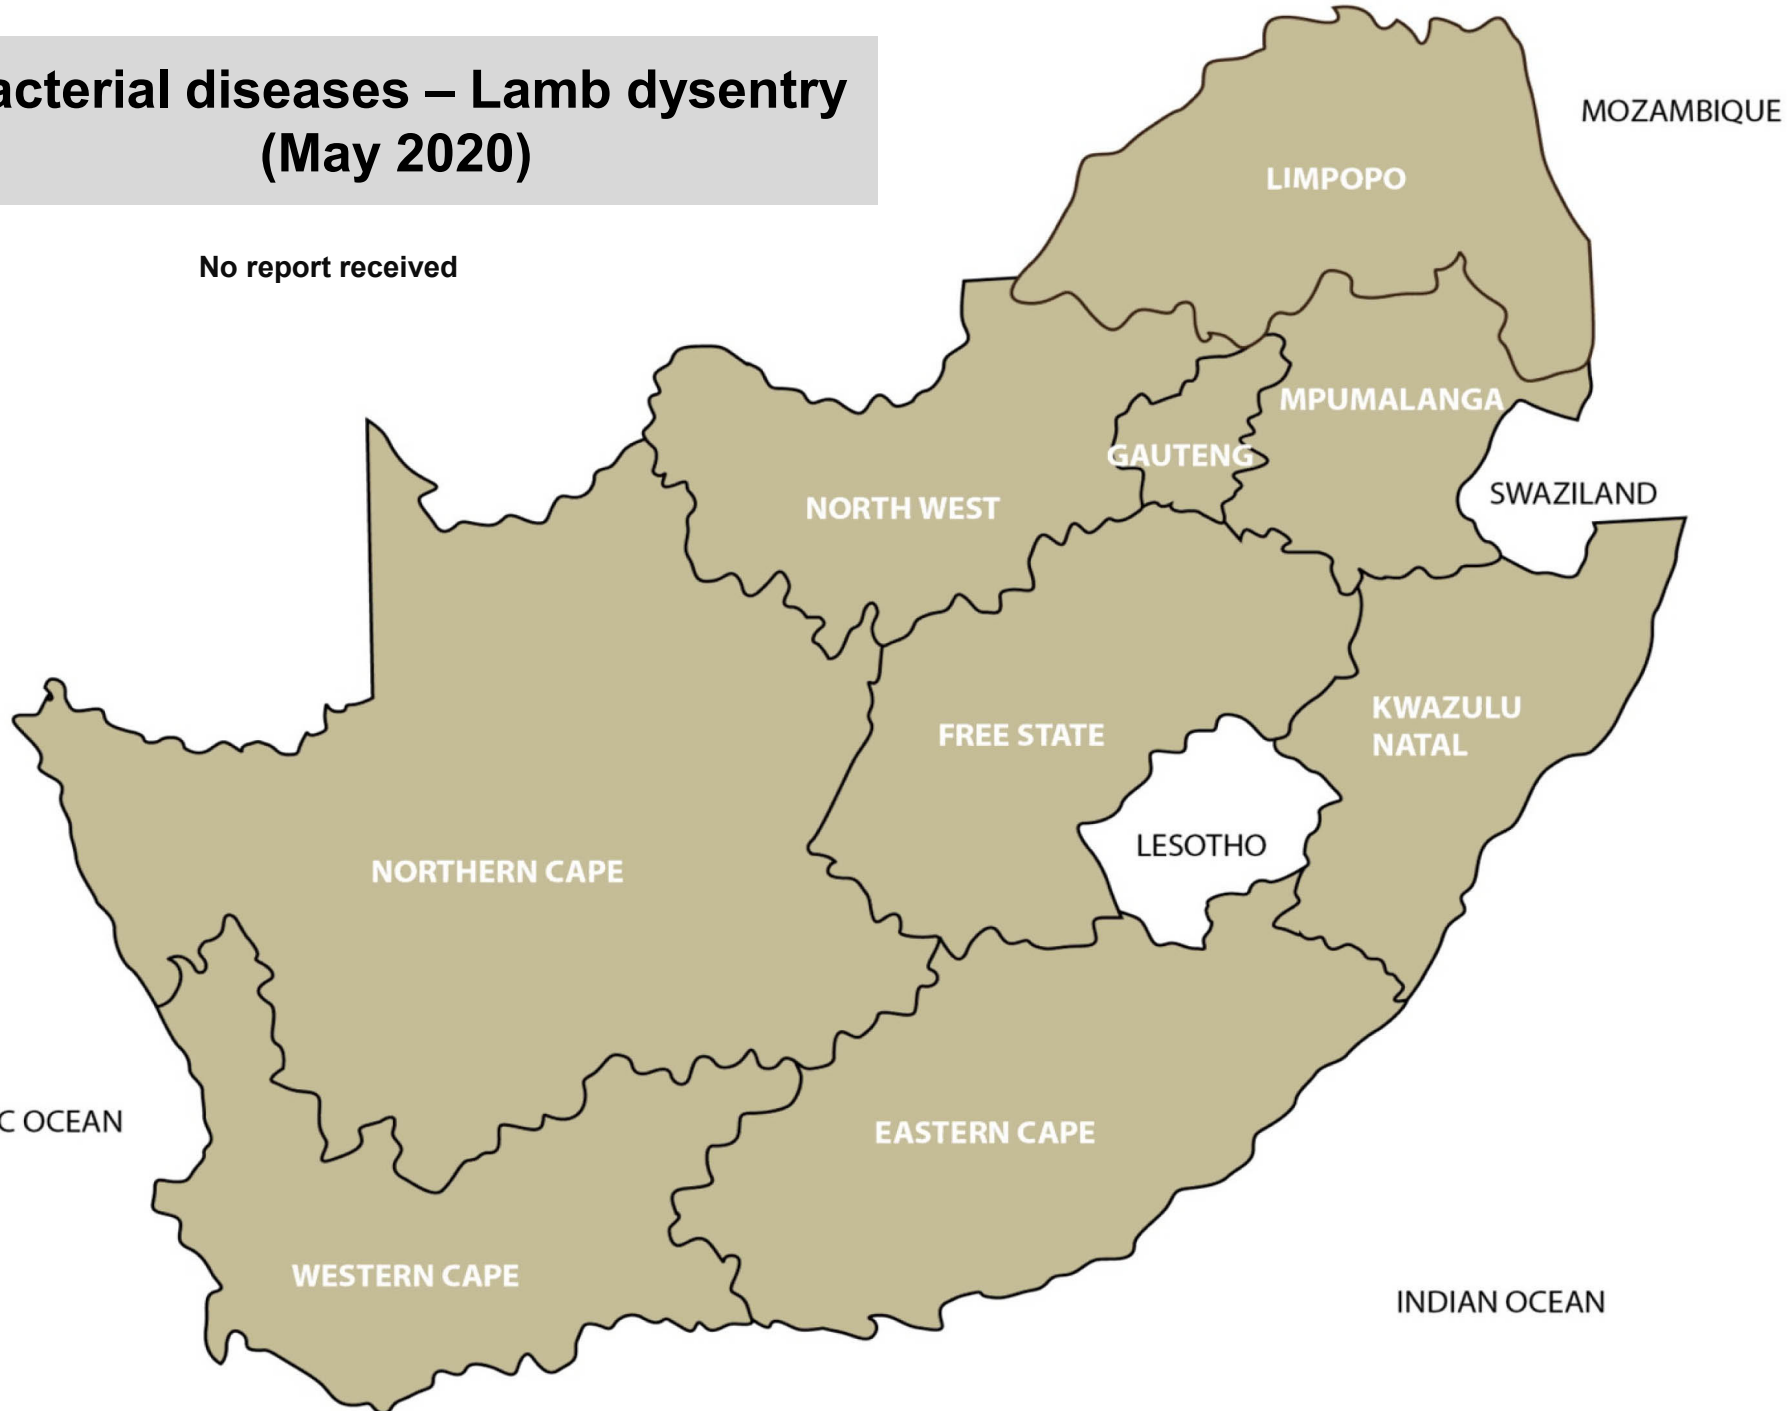 acterial diseases – Lamb dysentry
(May 2020)
MOZAMBIQUE
LIMPOPO
No report received
MPUMALANGA
GAUTENG
SWAZILAND
NORTH WEST
KWAZULU
NATAL
FREE STATE
LESOTHO
NORTHERN CAPE
C OCEAN
EASTERN CAPE
WESTERN CAPE
INDIAN OCEAN